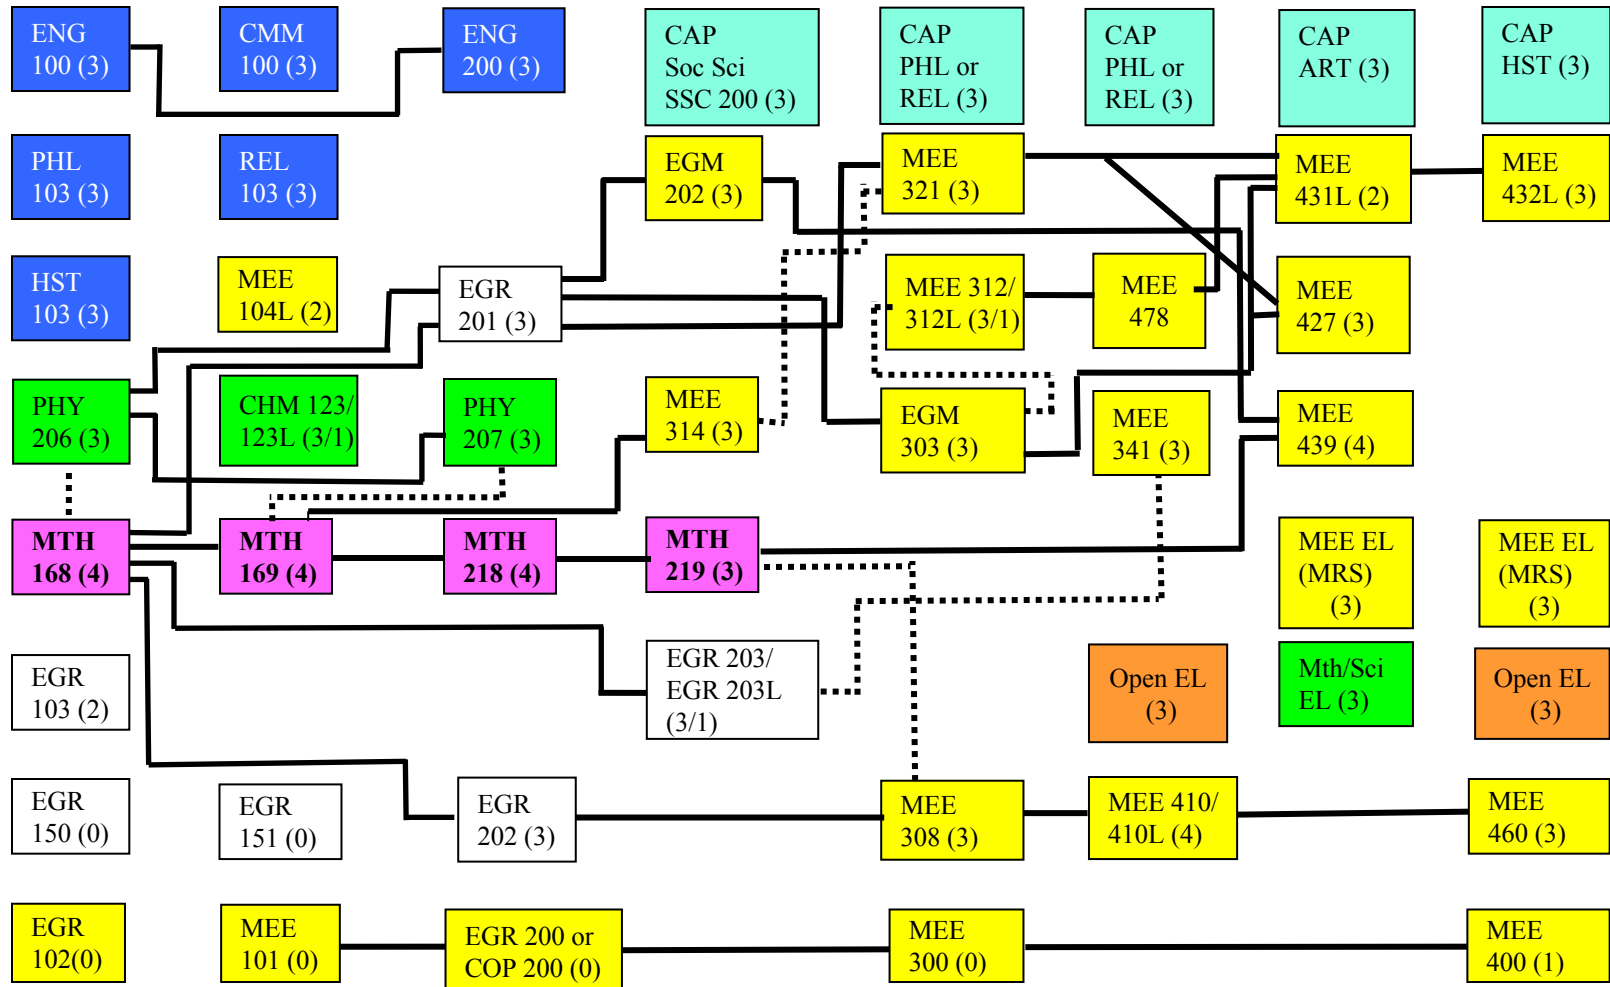 ENG
100 (3)
CMM
100 (3)
ENG
200 (3)
CAP
Soc Sci
SSC 200 (3)
CAP
PHL or
REL (3)
CAP
PHL or
REL (3)
CAP
ART (3)
CAP
HST (3)
PHL
103 (3)
REL
103 (3)
EGM
202 (3)
MEE
321 (3)
MEE
431L (2)
MEE
432L (3)
HST
103 (3)
MEE
104L (2)
EGR
201 (3)
MEE 312/
312L (3/1)
MEE
478
MEE
427 (3)
PHY
206 (3)
CHM 123/
123L (3/1)
PHY
207 (3)
MEE
314 (3)
EGM
303 (3)
MEE
341 (3)
MEE
439 (4)
MTH
168 (4)
MTH
169 (4)
MTH
218 (4)
MTH
219 (3)
MEE EL
(MRS)
(3)
MEE EL
(MRS)
(3)
EGR
103 (2)
EGR 203/
EGR 203L
(3/1)
Open EL
(3)
Mth/Sci
EL (3)
Open EL
(3)
EGR
150 (0)
EGR
151 (0)
EGR
202 (3)
MEE
308 (3)
MEE 410/
410L (4)
MEE
460 (3)
EGR
102(0)
MEE
101 (0)
EGR 200 or
COP 200 (0)
MEE
300 (0)
MEE
400 (1)